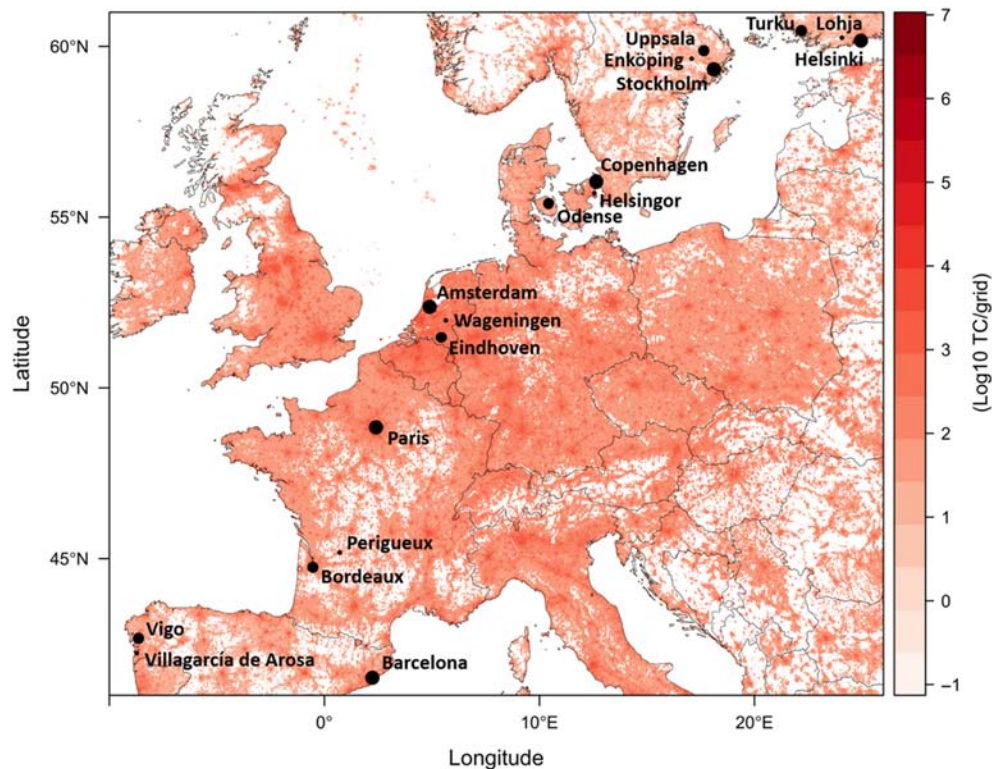 60°N
55°N
50°N
45°N
Latitude
0°
10°E
20°E
Longitude
Turku
Lohja
Uppsala
Enköping
Helsinki
Stockholm
Copenhagen
Helsingor
Odense
Amsterdam
Wageningen
Eindhoven
Paris
Perigueux
Bordeaux
Vigo
Villagarcía de Arosa
Barcelona
7
6
5
4
3
2
1
0
−1
(Log10 TC/grid)